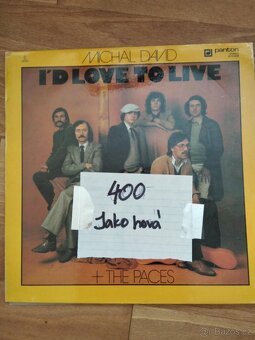 MICHAL DAVID
panton
I'D LOVE TO LIVE
400
Jako nová
+ THE PACES